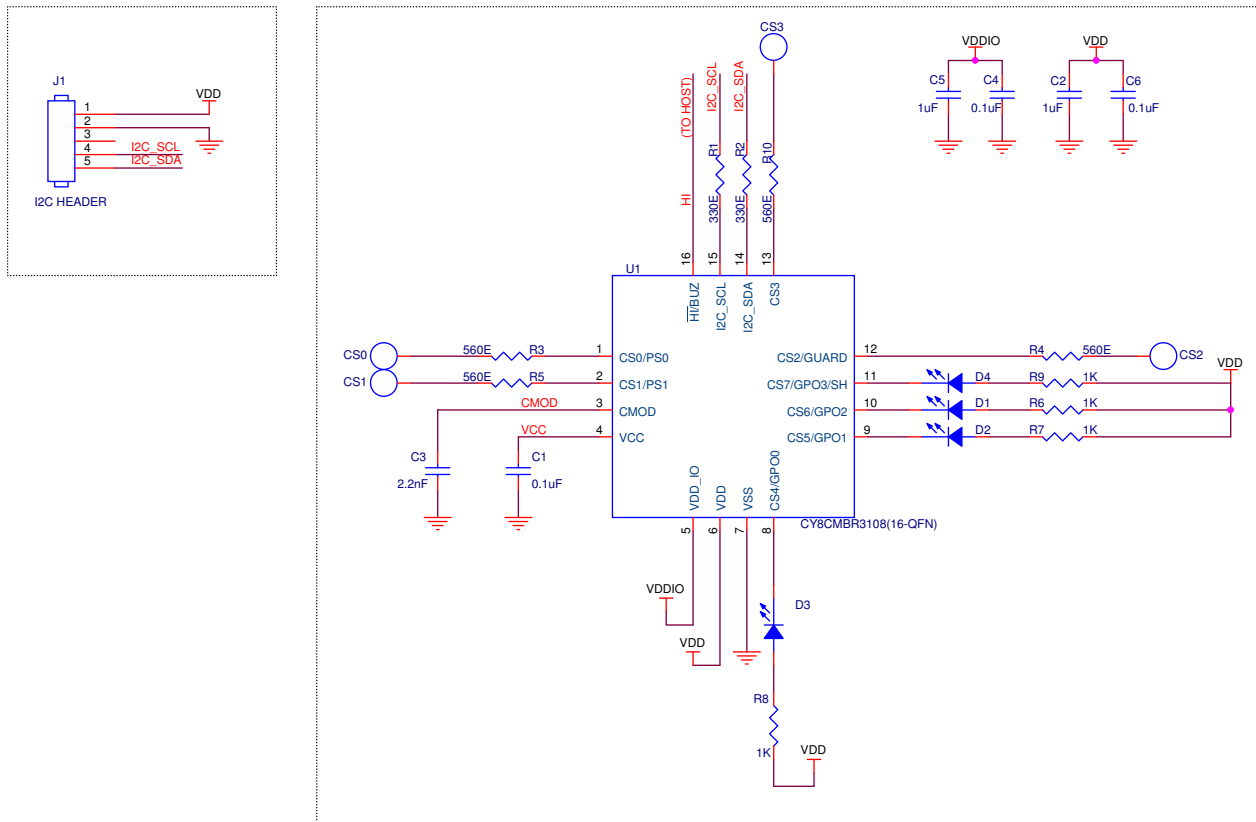 J1
1
2
3
4
5
VDD
I2C_SCL
I2C_SDA
I2C HEADER
CS3
(TO HOST)
HI
I2C_SCL
I2C_SDA
R1
330E
R2
330E
R10
560E
VDDIO
C5
1uF
C4
0.1uF
VDD
C2
1uF
C6
0.1uF
U1
16
15
14
13
HI/BUZ
I2C_SCL
I2C_SDA
CS3
CS0
560E
R3
1
CS0/PS0
CS1
560E
R5
2
CS1/PS1
CMOD
3
CMOD
VCC
4
VCC
C3
2.2nF
C1
0.1uF
CS2/GUARD
12
R4
560E
CS2
CS7/GPO3/SH
11
D4
R9
1K
VDD
CS6/GPO2
10
D1
R6
1K
CS5/GPO1
9
D2
R7
1K
VDD_IO
VDD
VSS
CS4/GPO0
CY8CMBR3108(16-QFN)
5
6
7
8
VDDIO
VDD
D3
R8
1K
VDD